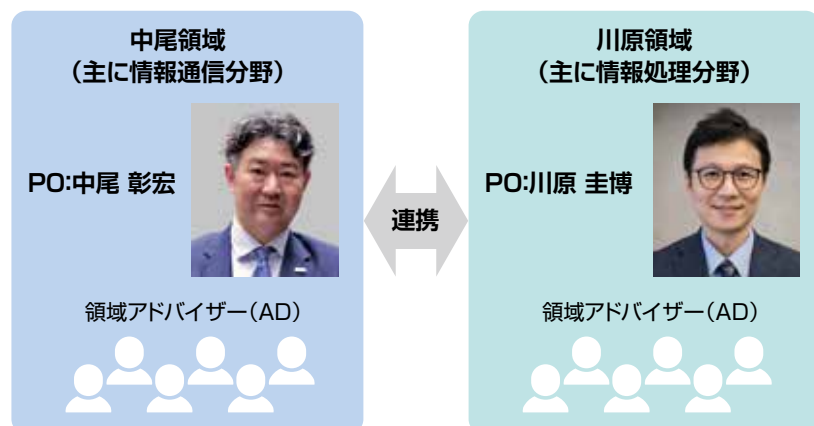 中尾領域
（主に情報通信分野）
PO:中尾 彰宏
領域アドバイザー（AD）
連携
川原領域
（主に情報処理分野）
PO:川原 圭博
領域アドバイザー（AD）